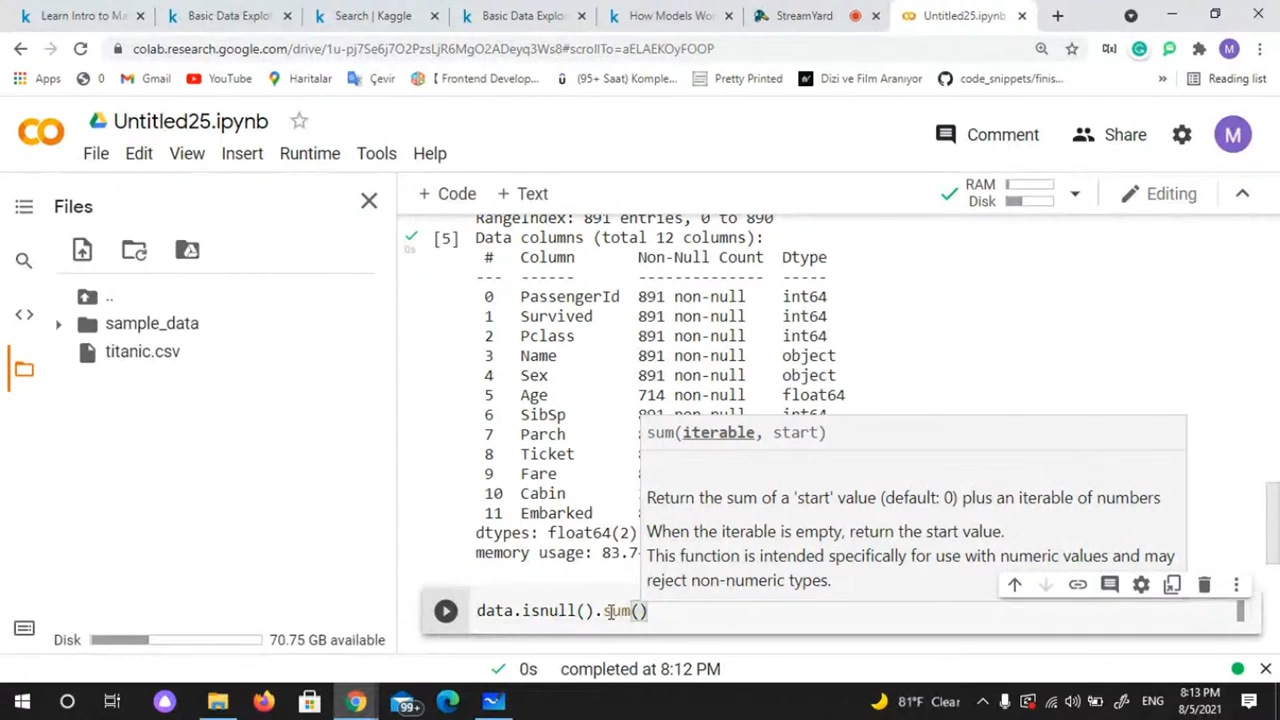 Learn Intro to Ma
Basic Data Explo
Search | Kaggle
Basic Data Explo
How Models Wo
StreamYard
Untitled25.ipynb
colab.research.google.com/drive/1u-pj7Se6j7O2PzsLjR6MgO2ADeyq3Ws8#scrollTo=aELAEKOyFOOP
Apps
0
Gmail
YouTube
Haritalar
Çevir
[ Frontend Develop...
(95+ Saat) Komple...
Pretty Printed
Dizi ve Film Aranıyor
code_snippets/finis...
»
Reading list
Untitled25.ipynb
Comment
Share
M
File Edit View Insert Runtime Tools Help
Files
+ Code + Text
RAM
Disk
Editing
..
sample_data
titanic.csv
RangeIndex: 891 entries, 0 to 890
[5] Data columns (total 12 columns):
0s
# Column Non-Null Count Dtype
--- ------ -------------- -----
0 PassengerId 891 non-null int64
1 Survived 891 non-null int64
2 Pclass 891 non-null int64
3 Name 891 non-null object
4 Sex 891 non-null object
5 Age 714 non-null float64
6 SibSp 891 non-null int64
7 Parch
8 Ticket
9 Fare
10 Cabin
11 Embarked
dtypes: float64(2)
memory usage: 83.7
sum(iterable, start)
Return the sum of a 'start' value (default: 0) plus an iterable of numbers
When the iterable is empty, return the start value.
This function is intended specifically for use with numeric values and may
reject non-numeric types.
data.isnull().sum()
Disk
70.75 GB available
0s completed at 8:12 PM
99+
81°F Clear
ENG
8:13 PM
8/5/2021